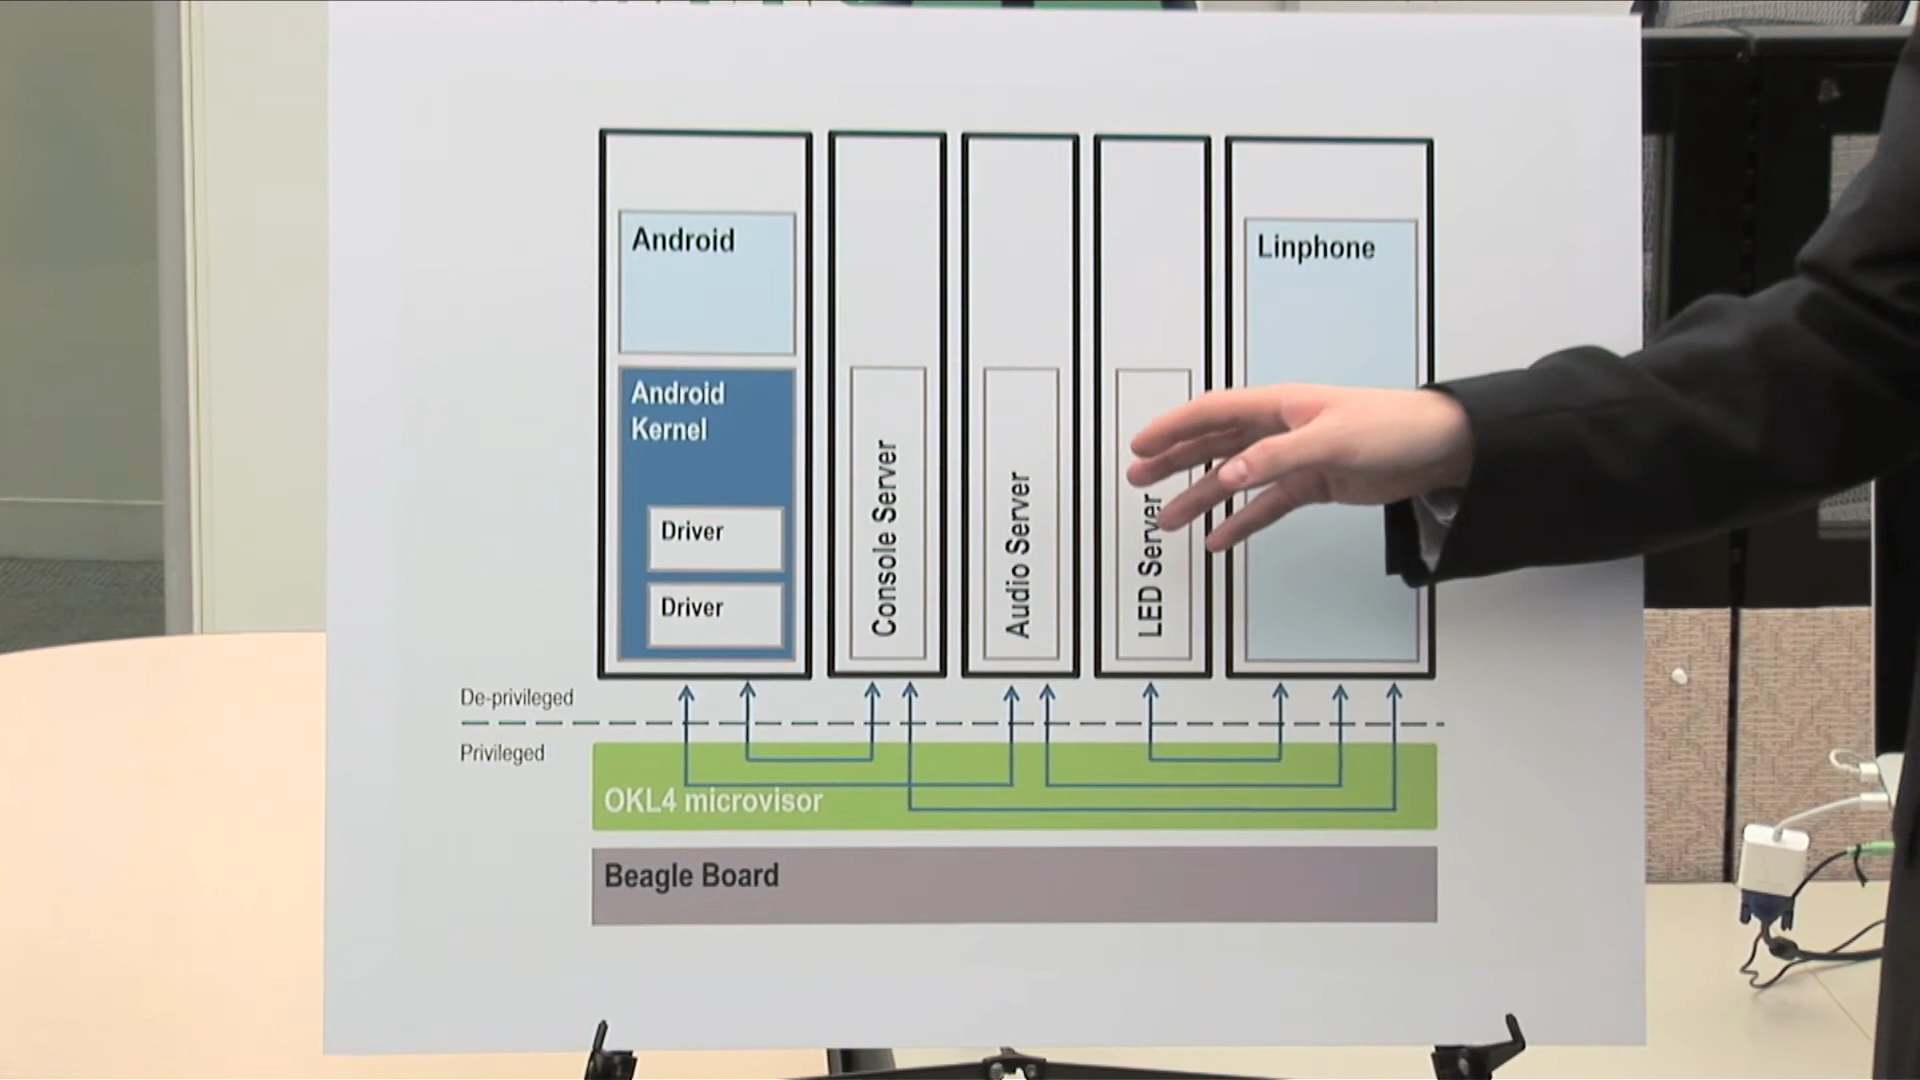 Android
Android
Kernel
Driver
Driver
Console Server
Audio Server
LED Server
Linphone
De-privileged
Privileged
OKL4 microvisor
Beagle Board